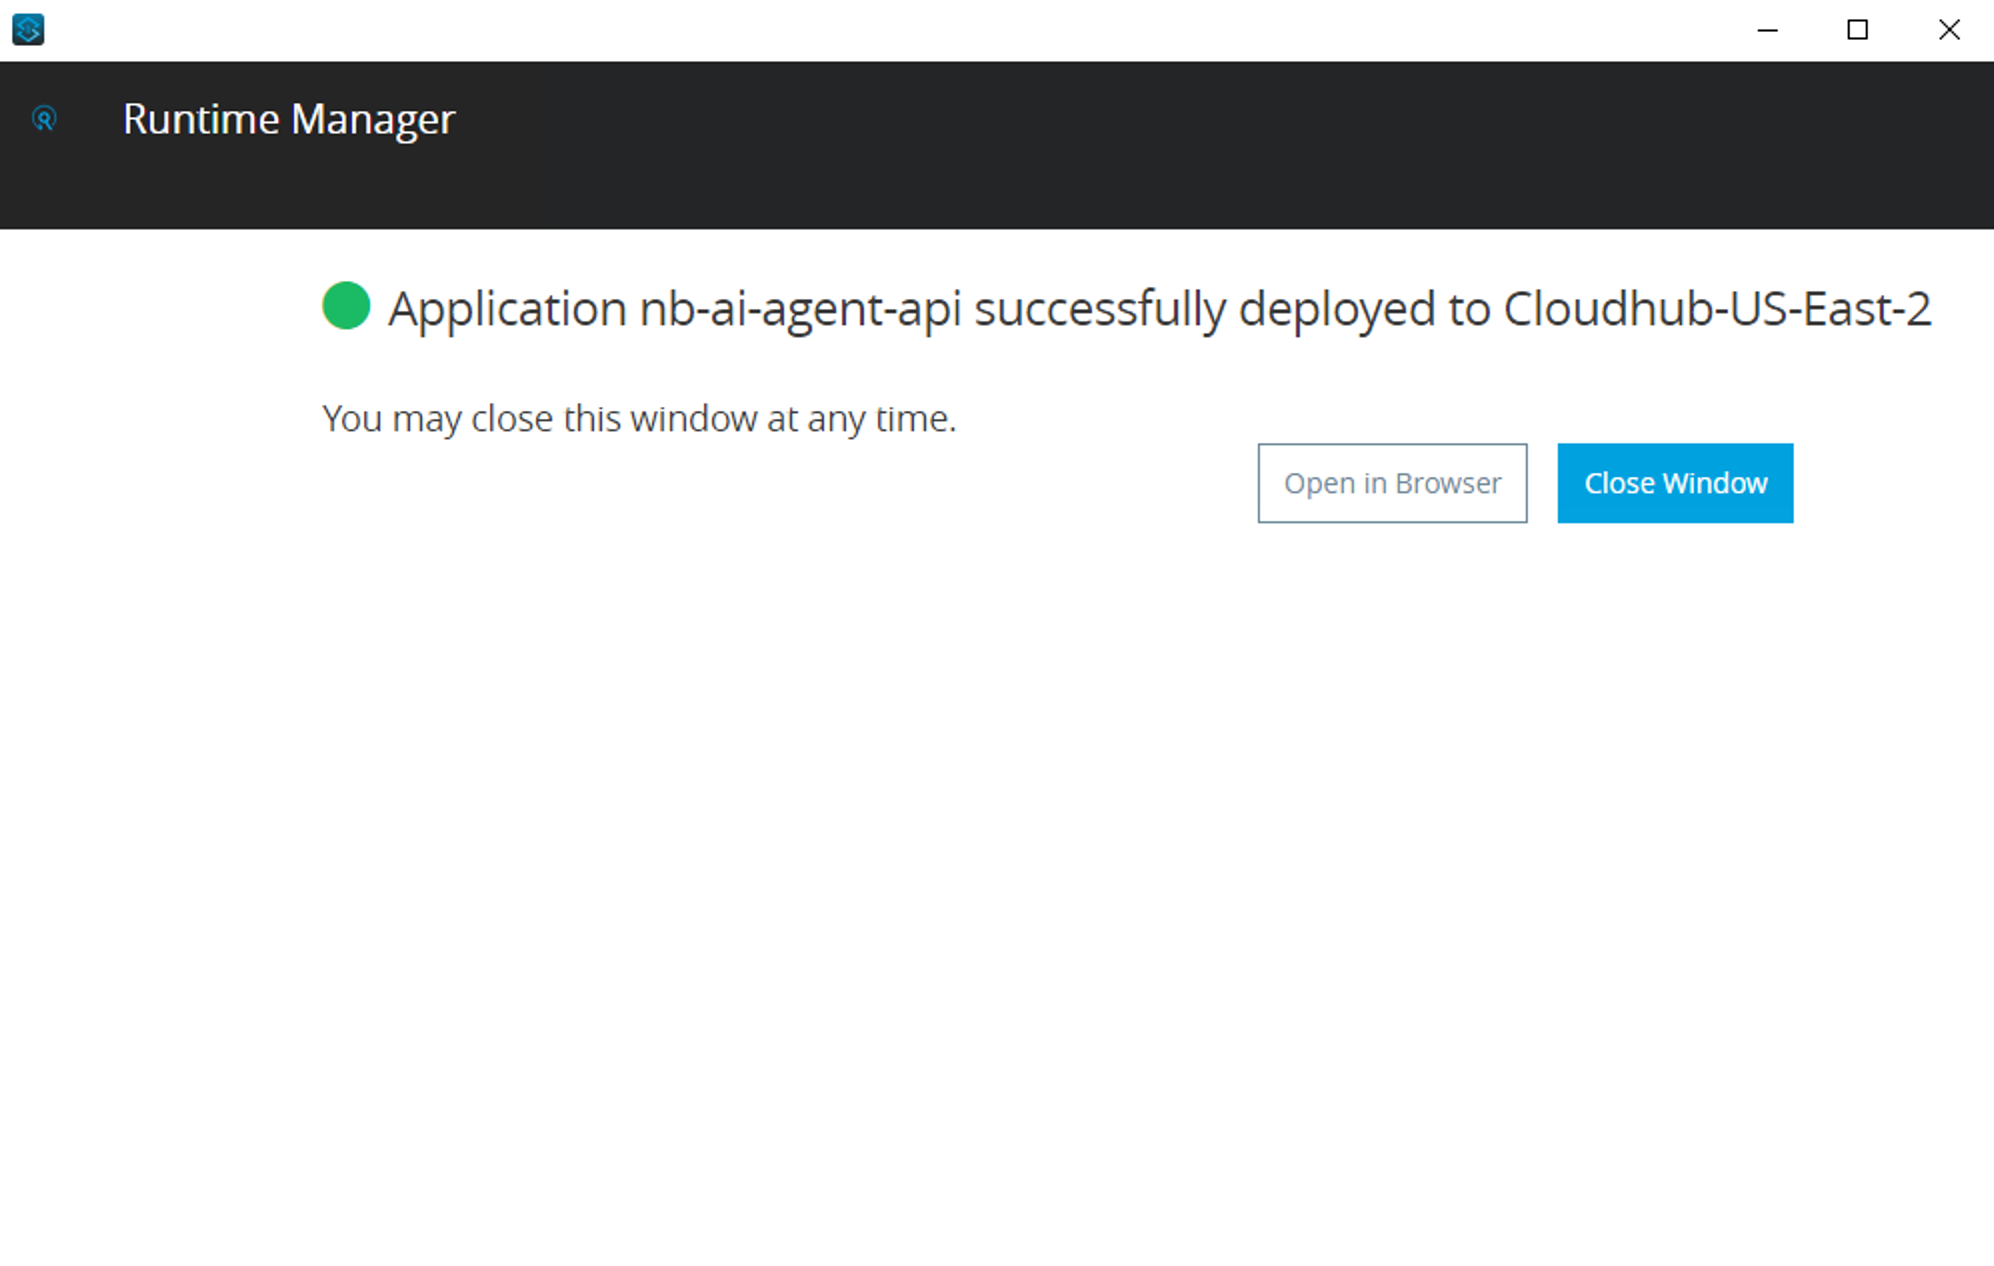 Runtime Manager
Application nb-ai-agent-api successfully deployed to Cloudhub-US-East-2
You may close this window at any time.
Open in Browser
Close Window